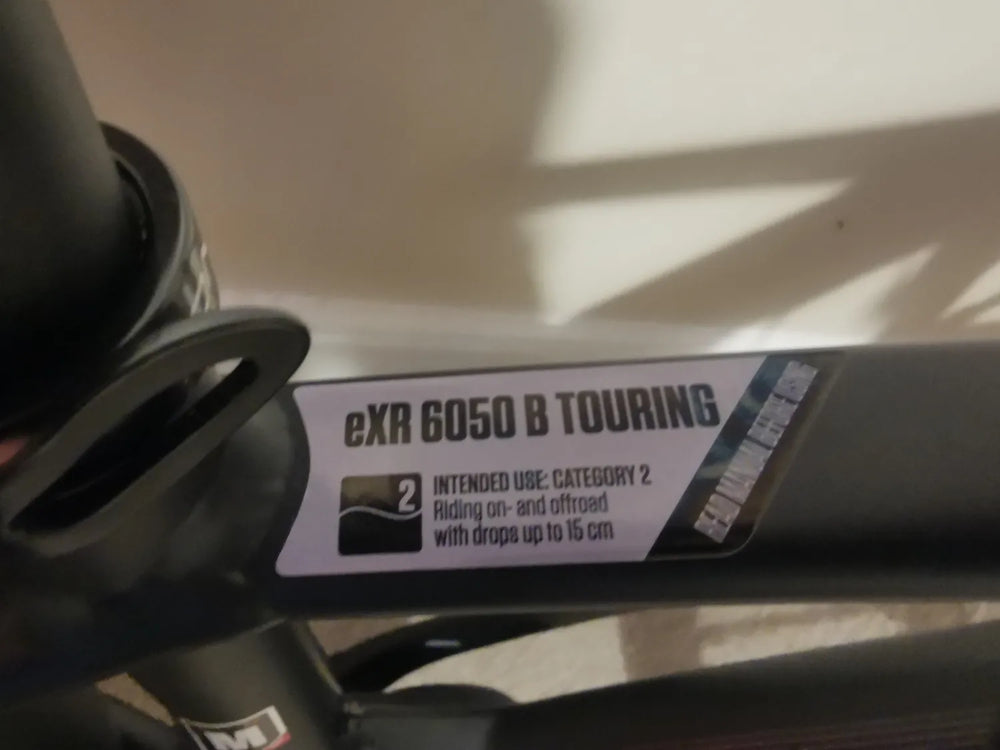 eXR 6050 B TOURING
2
INTENDED USE: CATEGORY 2
Riding on- and offroad
with drops up to 15 cm
M